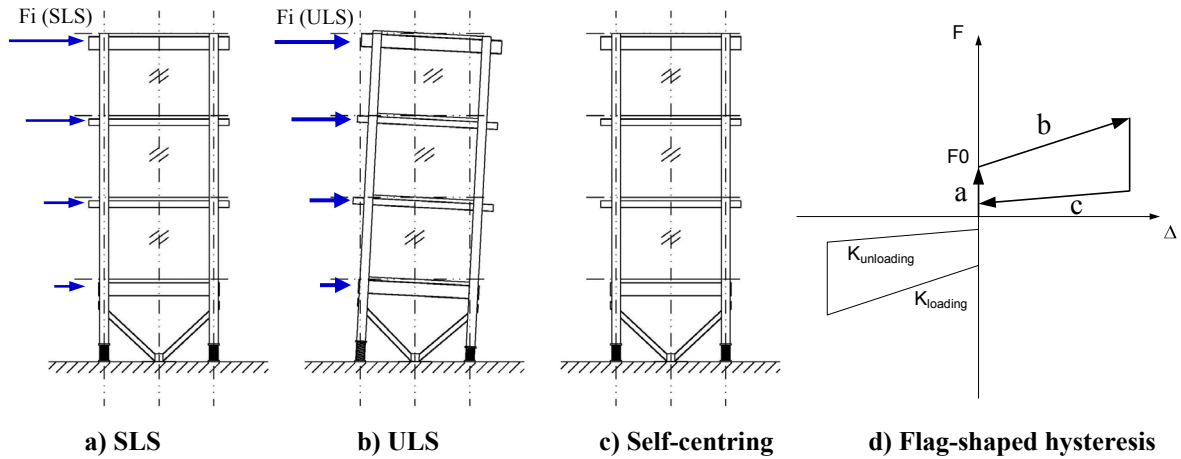 Fi (SLS)
Fi (ULS)
F
b
F0
a
c
Δ
Kunloading
Kloading
a) SLS
b) ULS
c) Self-centring
d) Flag-shaped hysteresis